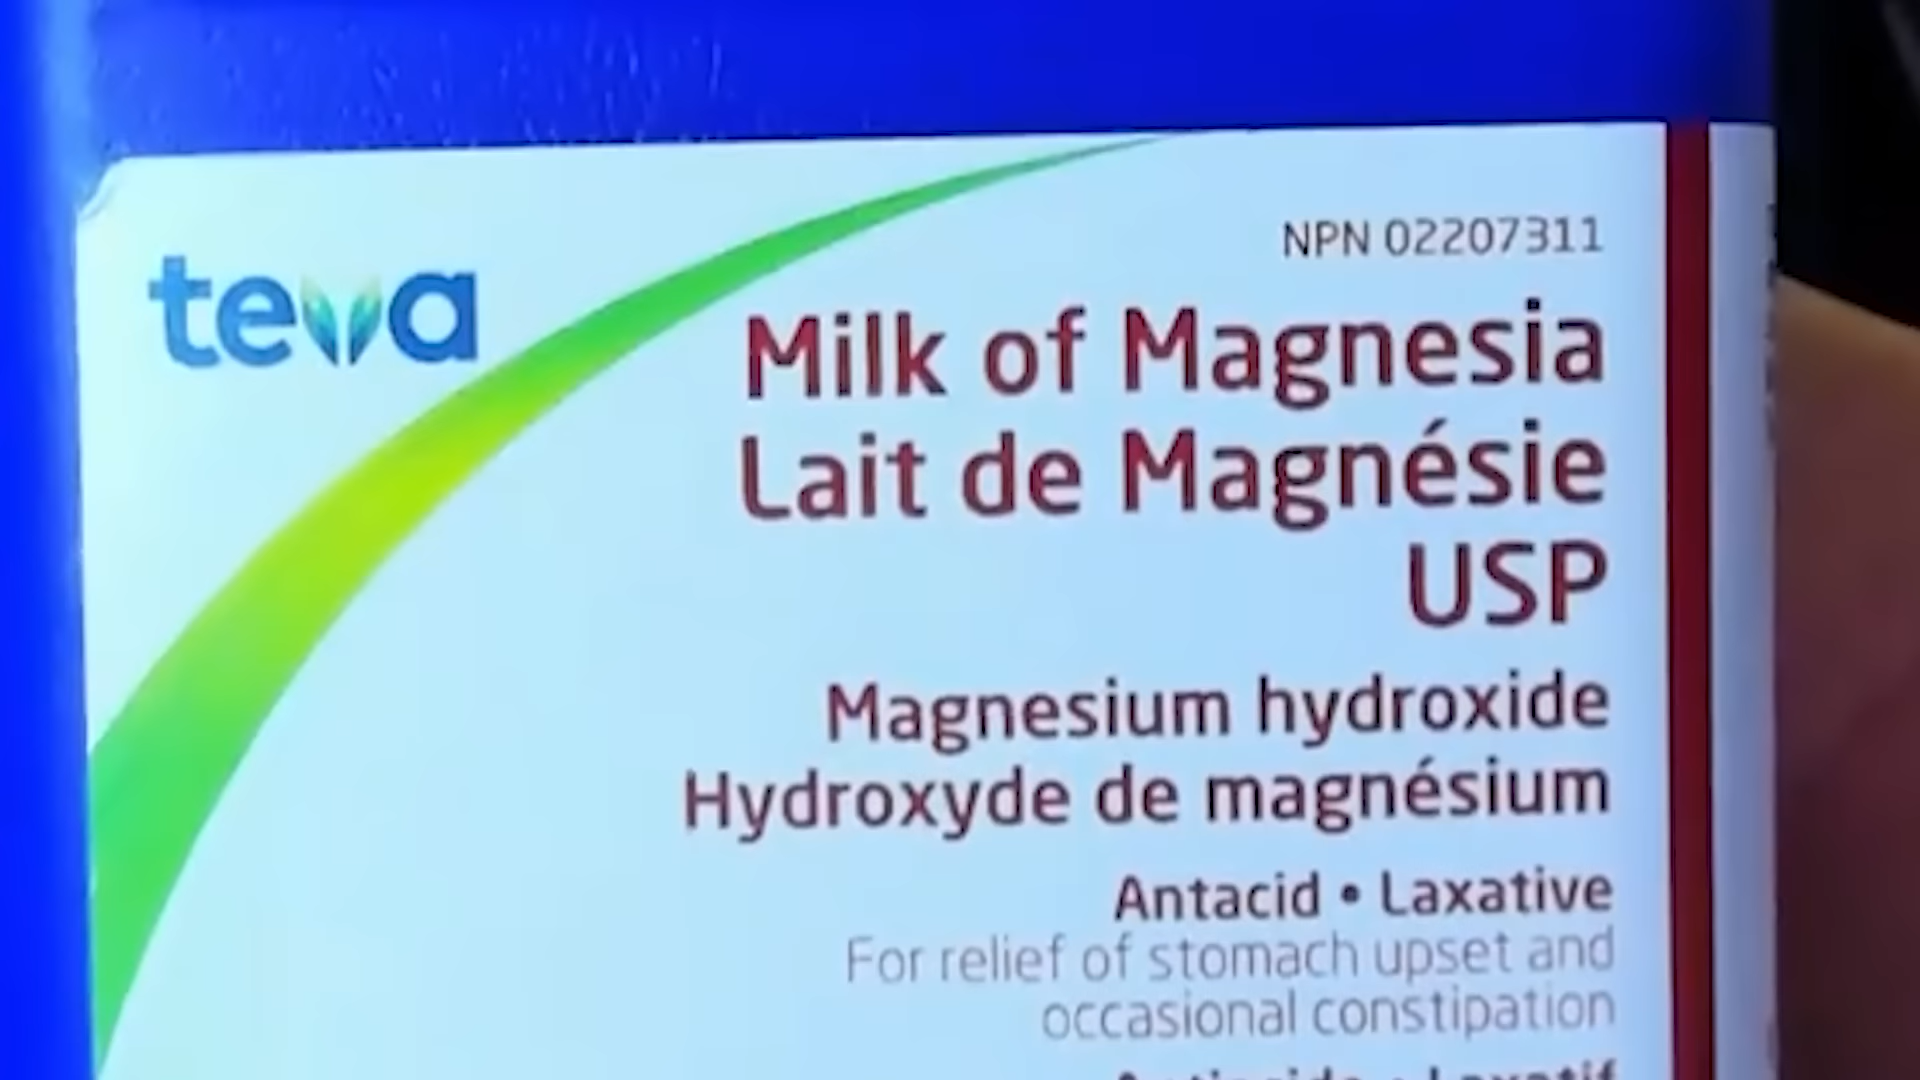 teva
NPN 02207311
Milk of Magnesia
Lait de Magnésie
USP
Magnesium hydroxide
Hydroxyde de magnésium
Antacid • Laxative
For relief of stomach upset and
occasional constipation